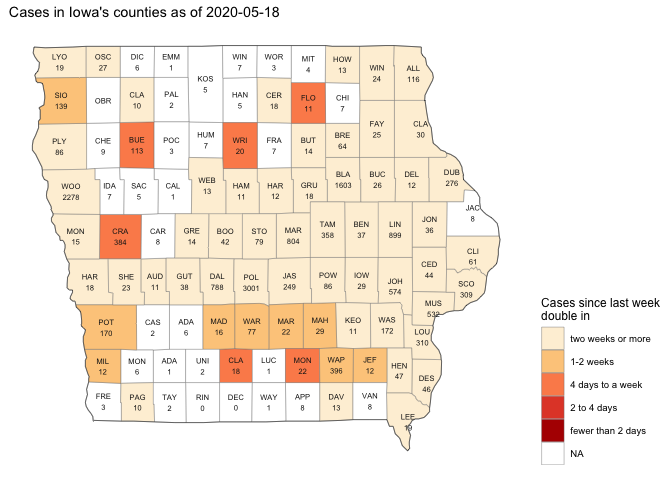 Cases in Iowa's counties as of 2020-05-18
LYO OSC DIC EMM WIN WOR MIT HOW
19 27 6 1 7 3 4 13
WIN ALL
24 116
KOS
5
SIO OBR CLA PAL HAN CER FLO CHI
139 10 2 5 18 11 7
FAY CLA
25 30
PLY CHE BUE POC HUM WRI FRA BUT BRE
86 9 113 3 7 20 7 14 64
WOO IDA SAC CAL WEB HAM HAR GRU BLA BUC DEL DUB
2278 7 5 1 13 11 12 18 1603 26 12 276
JAC
8
MON CRA CAR GRE BOO STO MAR TAM BEN LIN JON
15 384 8 14 42 79 804 358 37 899 36
CLI
61
CED
44
HAR SHE AUD GUT DAL POL JAS POW IOW JOH SCO
18 23 11 38 788 3001 249 86 29 574 309
MUS
532
POT CAS ADA MAD WAR MAR MAH KEO WAS LOU
170 2 6 16 77 22 29 11 172 310
MIL MON ADA UNI CLA LUC MON WAP JEF HEN DES
12 6 1 2 18 1 22 396 12 47 46
FRE PAG TAY RIN DEC WAY APP DAV VAN LEE
3 10 2 0 0 1 8 13 8 19
Cases since last week
double in
two weeks or more
1-2 weeks
4 days to a week
2 to 4 days
fewer than 2 days
NA